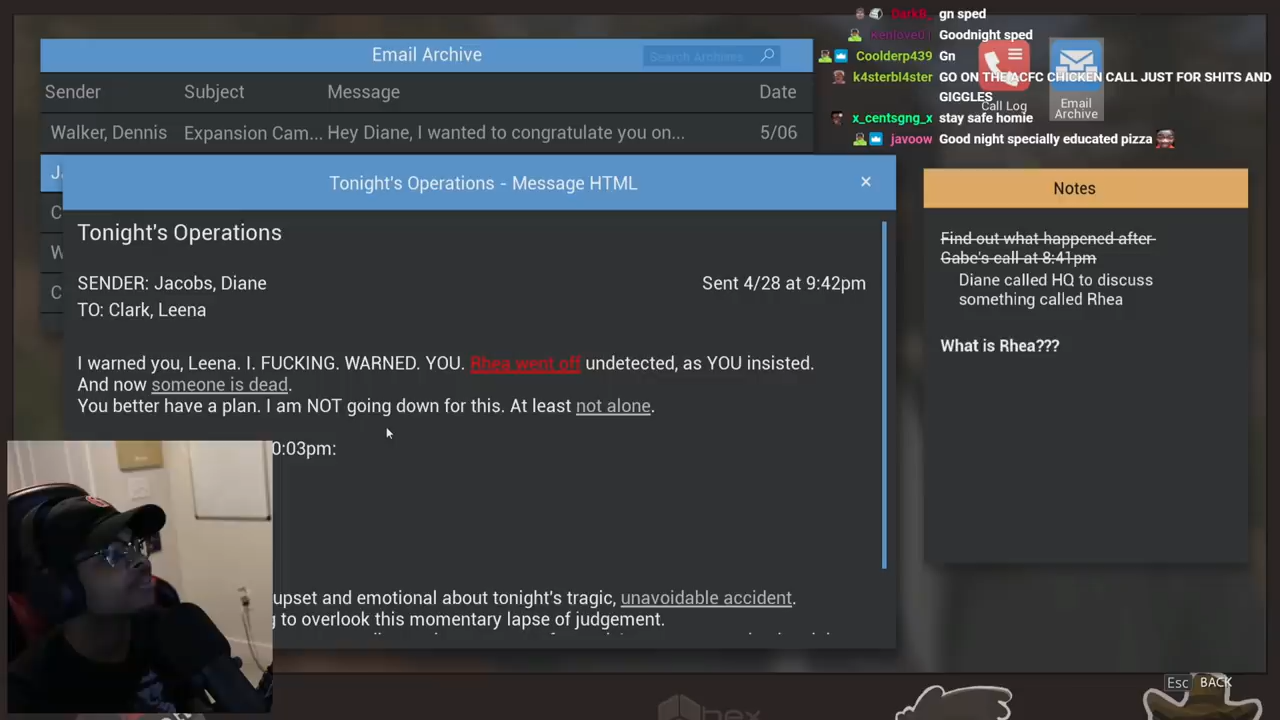 DarkB_ gn sped
Kenlove01 Goodnight sped
Coolderp439 Gn
k4sterbl4ster GO ON THE ACFC CHICKEN CALL JUST FOR SHITS AND
GIGGLES
x_centsgng_x stay safe homie
javoow Good night specially educated pizza
Call Log
Email
Archive
Email Archive
Search Archives
Sender Subject Message Date
Walker, Dennis Expansion Cam... Hey Diane, I wanted to congratulate you on... 5/06
Ja
C
W
C
Tonight's Operations - Message HTML ×
Tonight's Operations
SENDER: Jacobs, Diane Sent 4/28 at 9:42pm
TO: Clark, Leena
I warned you, Leena. I. FUCKING. WARNED. YOU. Rhea went off undetected, as YOU insisted.
And now someone is dead.
You better have a plan. I am NOT going down for this. At least not alone.
0:03pm:
upset and emotional about tonight's tragic, unavoidable accident.
to overlook this momentary lapse of judgement.
Notes
Find out what happened after
Gabe's call at 8:41pm
Diane called HQ to discuss
something called Rhea
What is Rhea???
Esc BACK
hex